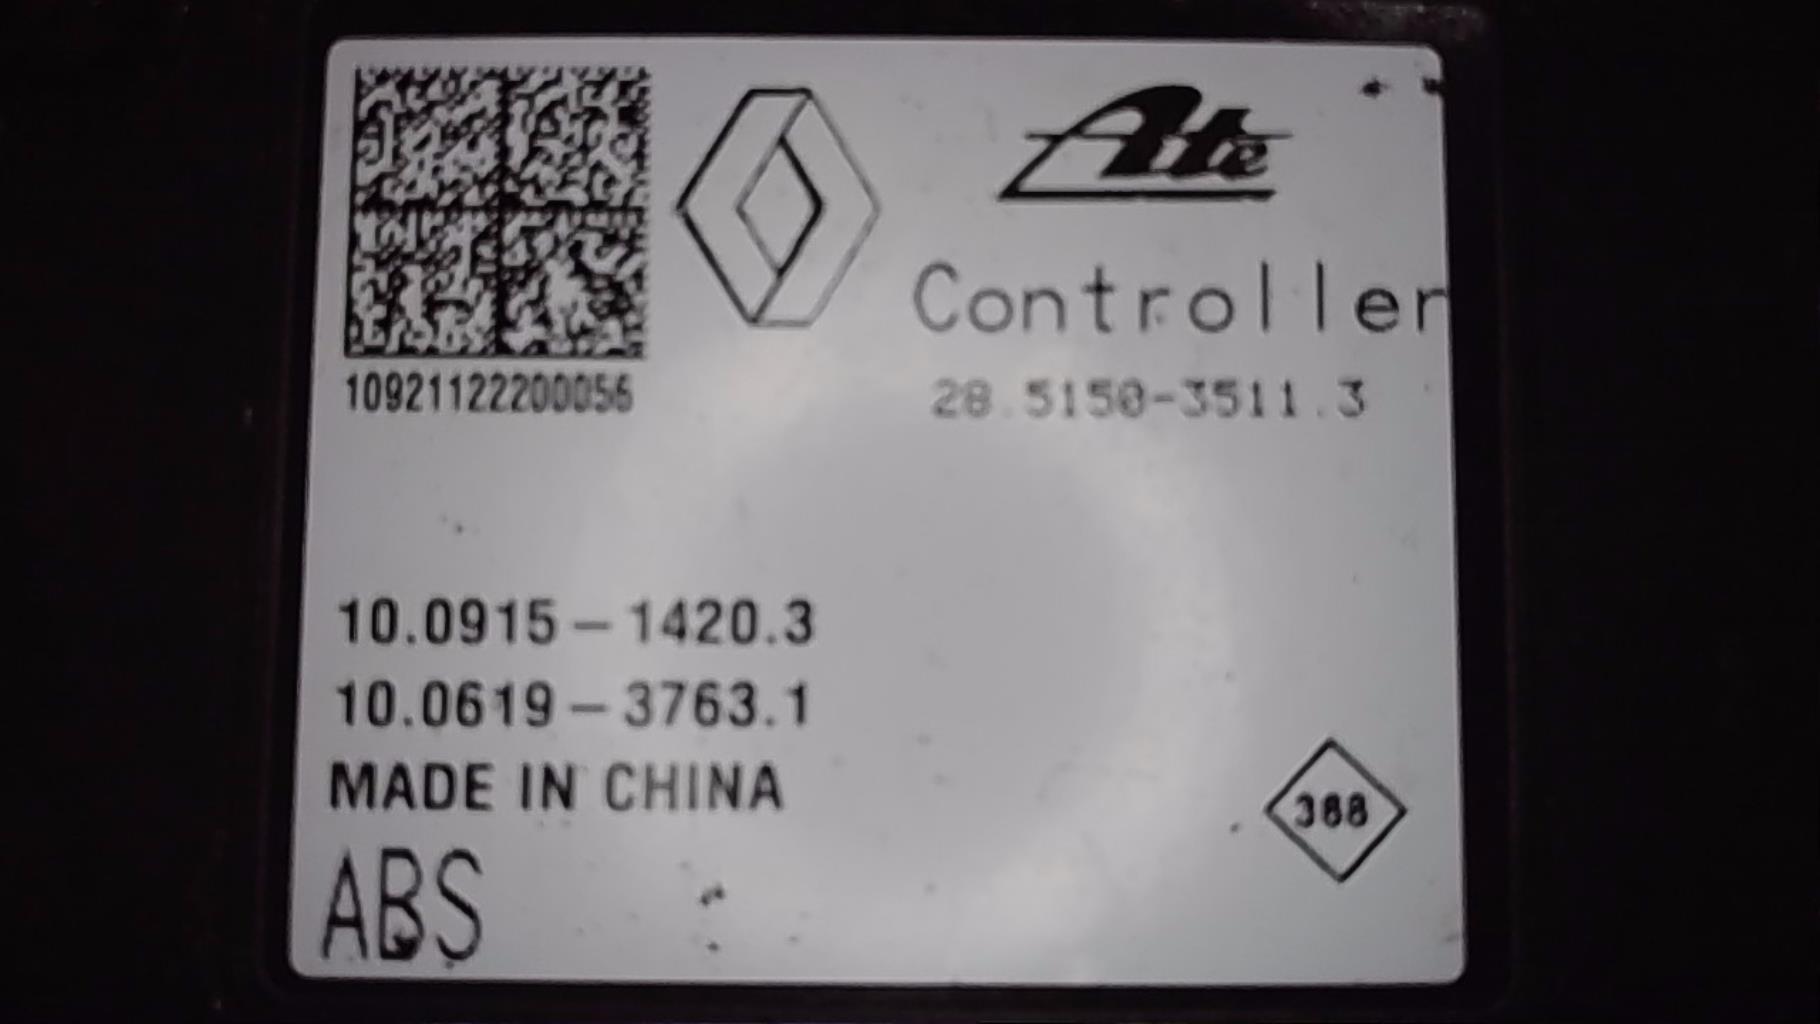 Ate
Controller
10921122200056
28.5150-3511.3
10.0915-1420.3
10.0619-3763.1
MADE IN CHINA
388
ABS